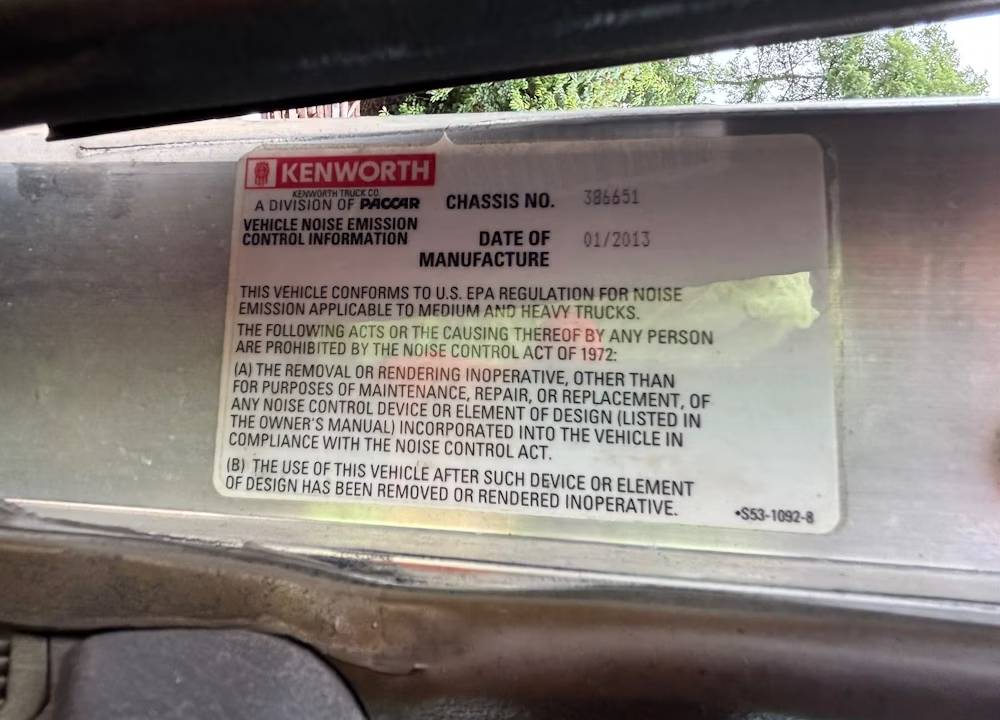 KENWORTH
KENWORTH TRUCK CO.
A DIVISION OF PACCAR
CHASSIS NO. 386651
VEHICLE NOISE EMISSION
CONTROL INFORMATION
DATE OF 01/2013
MANUFACTURE
THIS VEHICLE CONFORMS TO U.S. EPA REGULATION FOR NOISE
EMISSION APPLICABLE TO MEDIUM AND HEAVY TRUCKS.
THE FOLLOWING ACTS OR THE CAUSING THEREOF BY ANY PERSON
ARE PROHIBITED BY THE NOISE CONTROL ACT OF 1972:
(A) THE REMOVAL OR RENDERING INOPERATIVE, OTHER THAN
FOR PURPOSES OF MAINTENANCE, REPAIR, OR REPLACEMENT, OF
ANY NOISE CONTROL DEVICE OR ELEMENT OF DESIGN (LISTED IN
THE OWNER'S MANUAL) INCORPORATED INTO THE VEHICLE IN
COMPLIANCE WITH THE NOISE CONTROL ACT.
(B) THE USE OF THIS VEHICLE AFTER SUCH DEVICE OR ELEMENT
OF DESIGN HAS BEEN REMOVED OR RENDERED INOPERATIVE.
•S53-1092-8